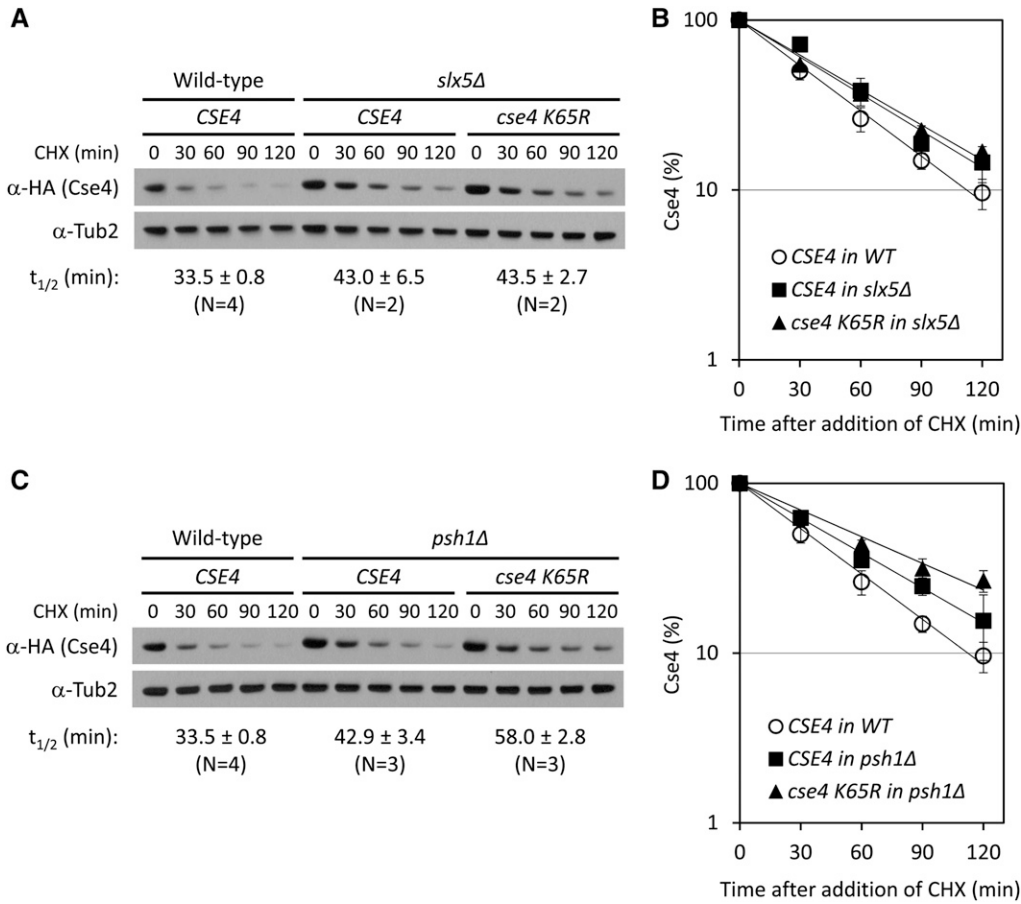 A
Wild-type slx5Δ
CSE4 CSE4 cse4 K65R
CHX (min) 0 30 60 90 120 0 30 60 90 120 0 30 60 90 120
α-HA (Cse4)
α-Tub2
t1/2 (min): 33.5 ± 0.8 43.0 ± 6.5 43.5 ± 2.7
(N=4) (N=2) (N=2)
B
100
10
1
Cse4 (%)
CSE4 in WT
CSE4 in slx5Δ
cse4 K65R in slx5Δ
0 30 60 90 120
Time after addition of CHX (min)
C
Wild-type psh1Δ
CSE4 CSE4 cse4 K65R
CHX (min) 0 30 60 90 120 0 30 60 90 120 0 30 60 90 120
α-HA (Cse4)
α-Tub2
t1/2 (min): 33.5 ± 0.8 42.9 ± 3.4 58.0 ± 2.8
(N=4) (N=3) (N=3)
D
100
10
1
Cse4 (%)
CSE4 in WT
CSE4 in psh1Δ
cse4 K65R in psh1Δ
0 30 60 90 120
Time after addition of CHX (min)